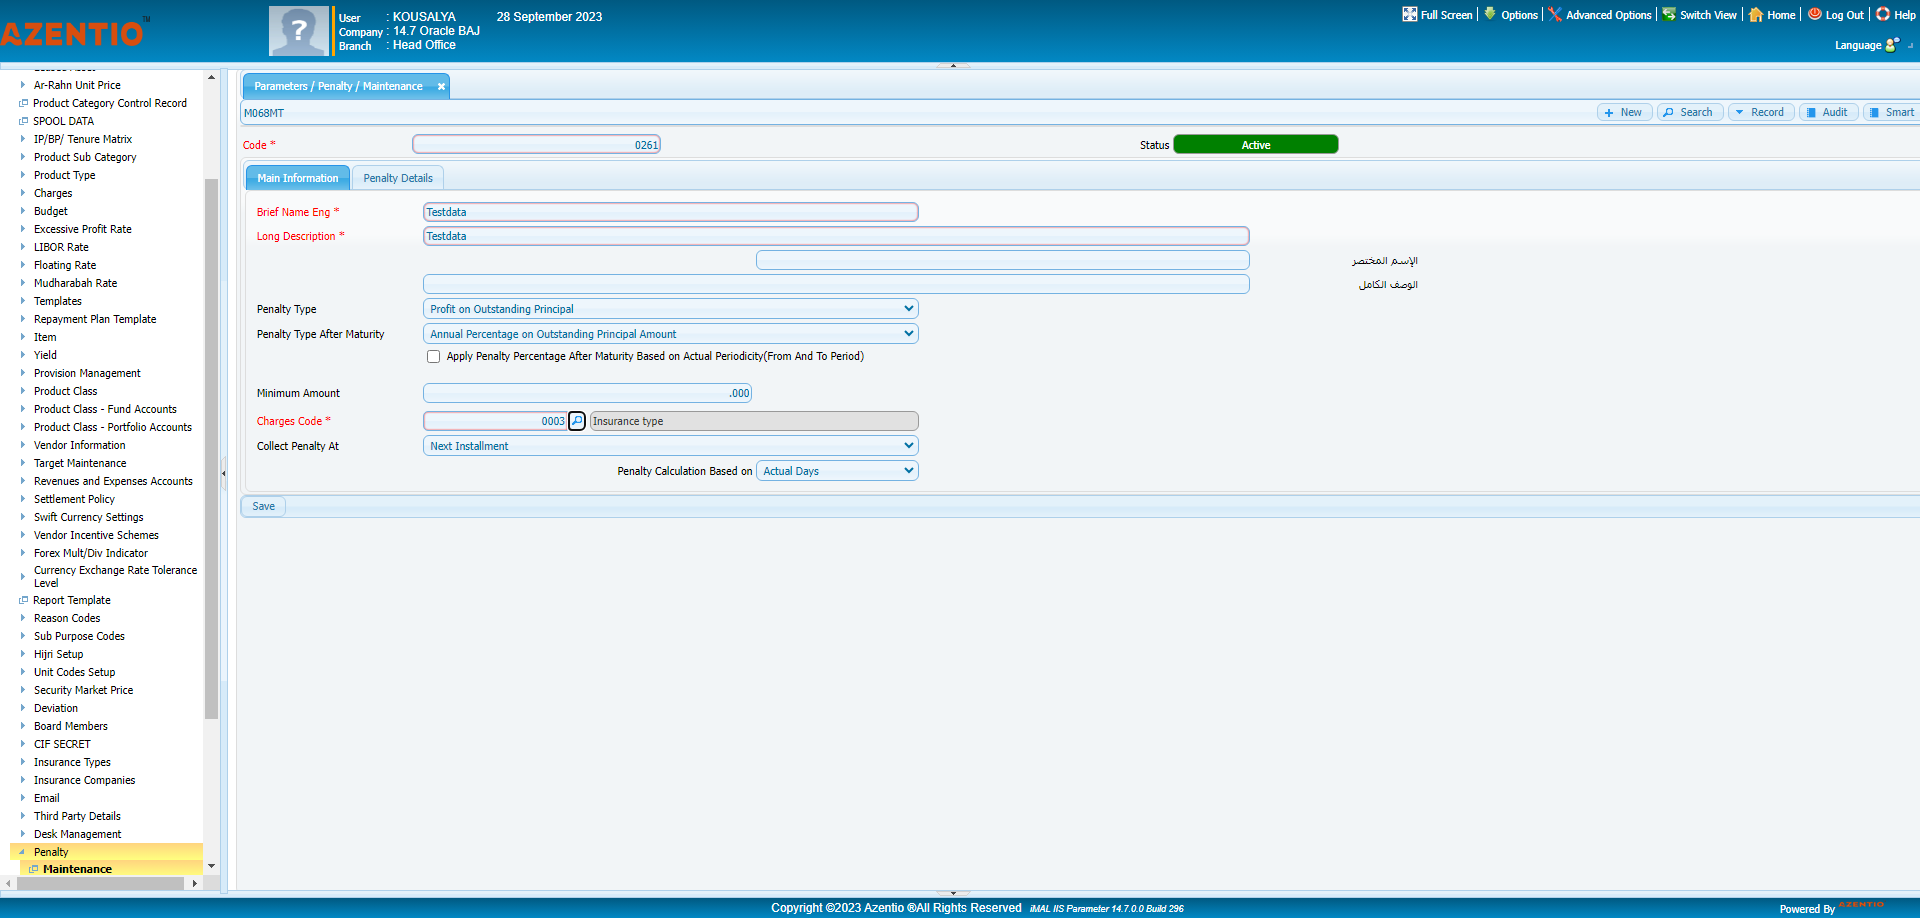 AZENTIO™
?
User : KOUSALYA 28 September 2023
Company : 14.7 Oracle BAJ
Branch : Head Office
Full Screen Options Advanced Options Switch View Home Log Out Help
Language
Ar-Rahn Unit Price
Product Category Control Record
SPOOL DATA
IP/BP/ Tenure Matrix
Product Sub Category
Product Type
Charges
Budget
Excessive Profit Rate
LIBOR Rate
Floating Rate
Mudharabah Rate
Templates
Repayment Plan Template
Item
Yield
Provision Management
Product Class
Product Class - Fund Accounts
Product Class - Portfolio Accounts
Vendor Information
Target Maintenance
Revenues and Expenses Accounts
Settlement Policy
Swift Currency Settings
Vendor Incentive Schemes
Forex Mult/Div Indicator
Currency Exchange Rate Tolerance
Level
Report Template
Reason Codes
Sub Purpose Codes
Hijri Setup
Unit Codes Setup
Security Market Price
Deviation
Board Members
CIF SECRET
Insurance Types
Insurance Companies
Email
Third Party Details
Desk Management
Penalty
Maintenance
Parameters / Penalty / Maintenance
M068MT New Search Record Audit Smart
Code * 0261 Status Active
Main Information Penalty Details
Brief Name Eng * Testdata
Long Description * Testdata
الإسم المختصر
الوصف الكامل
Penalty Type Profit on Outstanding Principal
Penalty Type After Maturity Annual Percentage on Outstanding Principal Amount
Apply Penalty Percentage After Maturity Based on Actual Periodicity(From And To Period)
Minimum Amount .000
Charges Code * 0003 Insurance type
Collect Penalty At Next Installment
Penalty Calculation Based on Actual Days
Save
Copyright ©2023 Azentio ®All Rights Reserved iMAL IIS Parameter 14.7.0.0 Build 296
Powered By AZENTIO